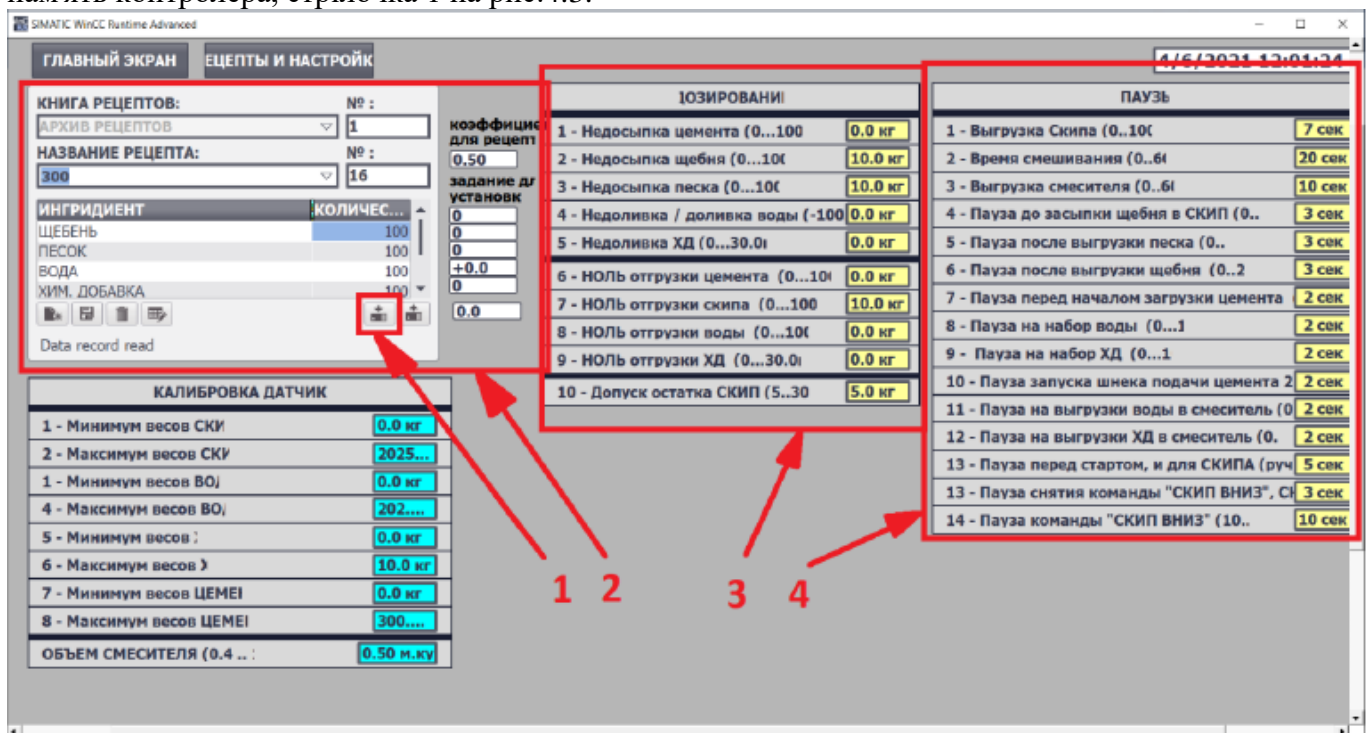 память контролера, стрілочка 1 на рис.4.3.
SIMATIC WinCC Runtime Advanced
ГЛАВНЫЙ ЭКРАН
ЕЦЕПТЫ И НАСТРОЙК
4/6/2021 12:01:24
КНИГА РЕЦЕПТОВ: № :
АРХИВ РЕЦЕПТОВ 1
НАЗВАНИЕ РЕЦЕПТА: № :
300 16
ИНГРИДИЕНТ КОЛИЧЕС...
ЩЕБЕНЬ 100
ПЕСОК 100
ВОДА 100
ХИМ. ДОБАВКА 100
Data record read
коэффицие
для рецепт
0.50
задание дл
установк
0
0
0
+0.0
0
0.0
ЮЗИРОВАНИ
1 - Недосыпка цемента (0...100 0.0 кг
2 - Недосыпка щебня (0...10( 10.0 кг
3 - Недосыпка песка (0...10( 10.0 кг
4 - Недоливка / доливка воды (-100 0.0 кг
5 - Недоливка ХД (0...30.0 0.0 кг
6 - НОЛЬ отгрузки цемента (0...10 0.0 кг
7 - НОЛЬ отгрузки скипа (0...100 10.0 кг
8 - НОЛЬ отгрузки воды (0...10( 0.0 кг
9 - НОЛЬ отгрузки ХД (0...30.0 0.0 кг
10 - Допуск остатка СКИП (5..30 5.0 кг
ПАУЗЬ
1 - Выгрузка Скипа (0..10( 7 сек
2 - Время смешивания (0..6 20 сек
3 - Выгрузка смесителя (0..6 10 сек
4 - Пауза до засыпки щебня в СКИП (0.. 3 сек
5 - Пауза после выгрузки песка (0.. 3 сек
6 - Пауза после выгрузки щебня (0..2 3 сек
7 - Пауза перед началом загрузки цемента 2 сек
8 - Пауза на набор воды (0...1 2 сек
9 - Пауза на набор ХД (0...1 2 сек
10 - Пауза запуска шнека подачи цемента 2 2 сек
11 - Пауза на выгрузки воды в смеситель (0 2 сек
12 - Пауза на выгрузки ХД в смеситель (0. 2 сек
13 - Пауза перед стартом, и для СКИПА (руч 5 сек
13 - Пауза снятия команды "СКИП ВНИЗ", СК 3 сек
14 - Пауза команды "СКИП ВНИЗ" (10.. 10 сек
КАЛИБРОВКА ДАТЧИК
1 - Минимум весов СКИ 0.0 кг
2 - Максимум весов СКИ 2025...
1 - Минимум весов ВО 0.0 кг
4 - Максимум весов ВО 202....
5 - Минимум весов 0.0 кг
6 - Максимум весов Х 10.0 кг
7 - Минимум весов ЦЕМЕ 0.0 кг
8 - Максимум весов ЦЕМЕ 300....
ОБЪЕМ СМЕСИТЕЛЯ (0.4 .. 0.50 м.ку
1 2 3 4